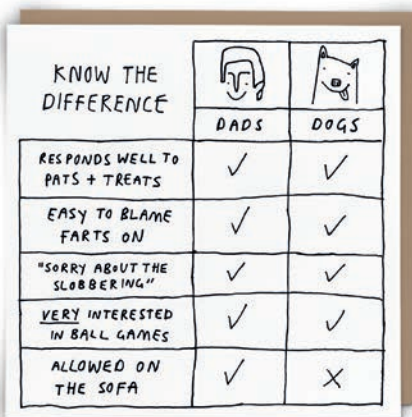 KNOW THE
DIFFERENCE
DADS DOGS
RESPONDS WELL TO
PATS + TREATS
✓ ✓
EASY TO BLAME
FARTS ON
✓ ✓
"SORRY ABOUT THE
SLOBBERING"
✓ ✓
VERY INTERESTED
IN BALL GAMES
✓ ✓
ALLOWED ON
THE SOFA
✓ X